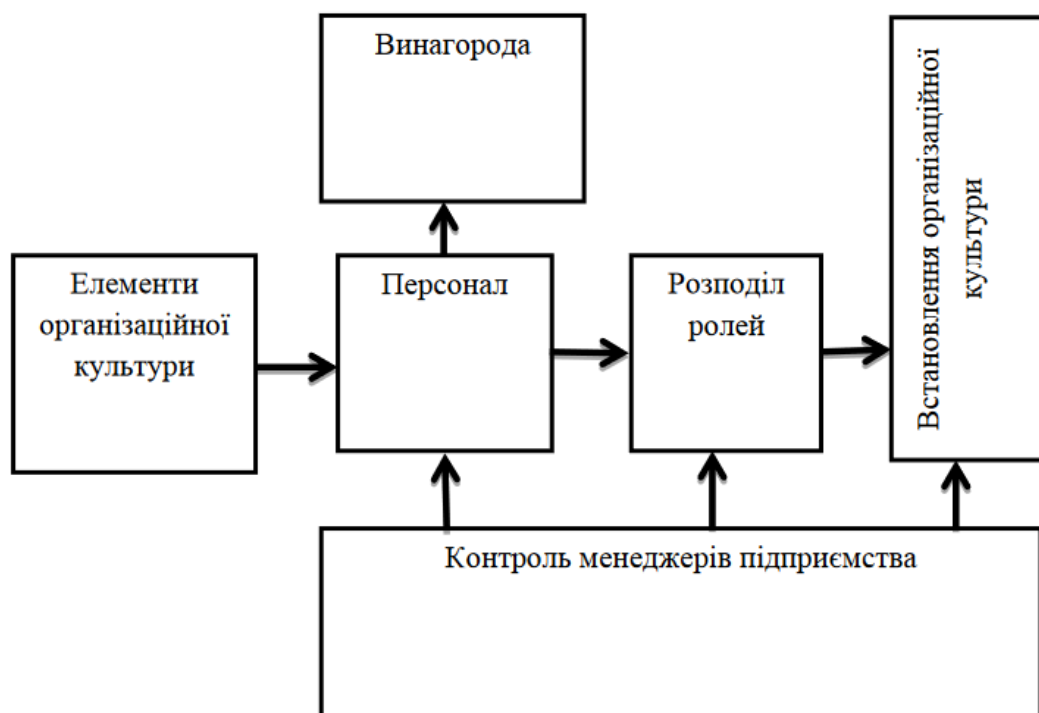 Винагорода
Елементи
організаційної
культури
Персонал
Розподіл
ролей
Встановлення організаційної
культури
Контроль менеджерів підприємства